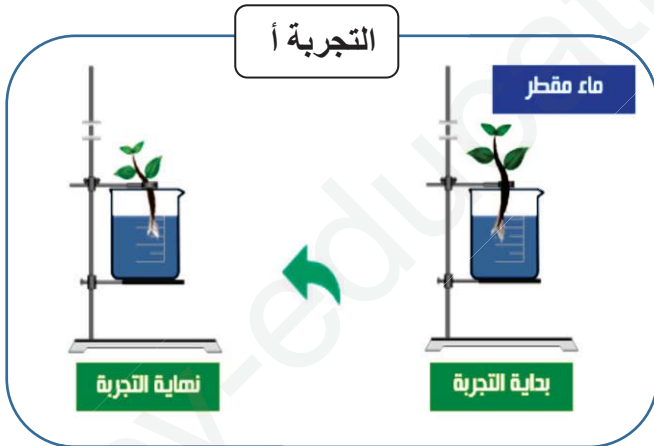 التجربة أ
ماء مقطر
بداية التجربة
نهاية التجربة